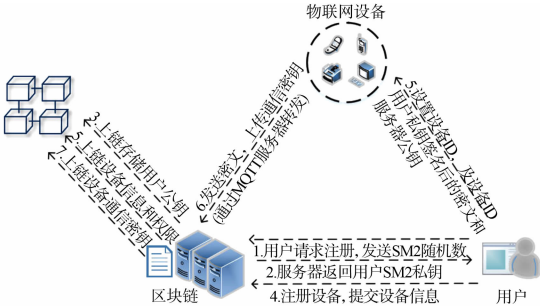 物联网设备
3.上链存储用户公钥
5.上链设备信息和权限
7.上链设备通信密钥
6.发送密文，上传通信密钥
(通过MQTT服务器转发)
5.设置设备ID，及设备ID
用户私钥签名后的密文和
服务器公钥
1.用户请求注册,发送SM2随机数
2.服务器返回用户SM2私钥
4.注册设备,提交设备信息
区块链
用户